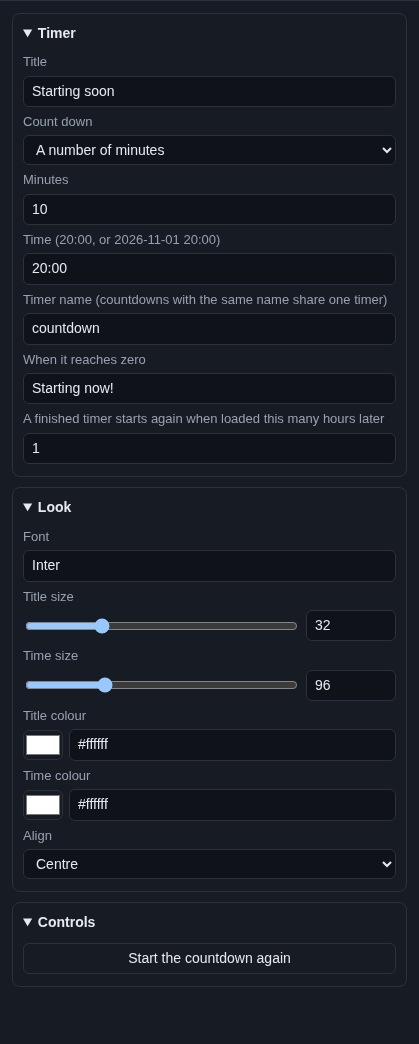 Timer
Title
Starting soon
Count down
A number of minutes
Minutes
10
Time (20:00, or 2026-11-01 20:00)
20:00
Timer name (countdowns with the same name share one timer)
countdown
When it reaches zero
Starting now!
A finished timer starts again when loaded this many hours later
1
Look
Font
Inter
Title size
32
Time size
96
Title colour
#ffffff
Time colour
#ffffff
Align
Centre
Controls
Start the countdown again